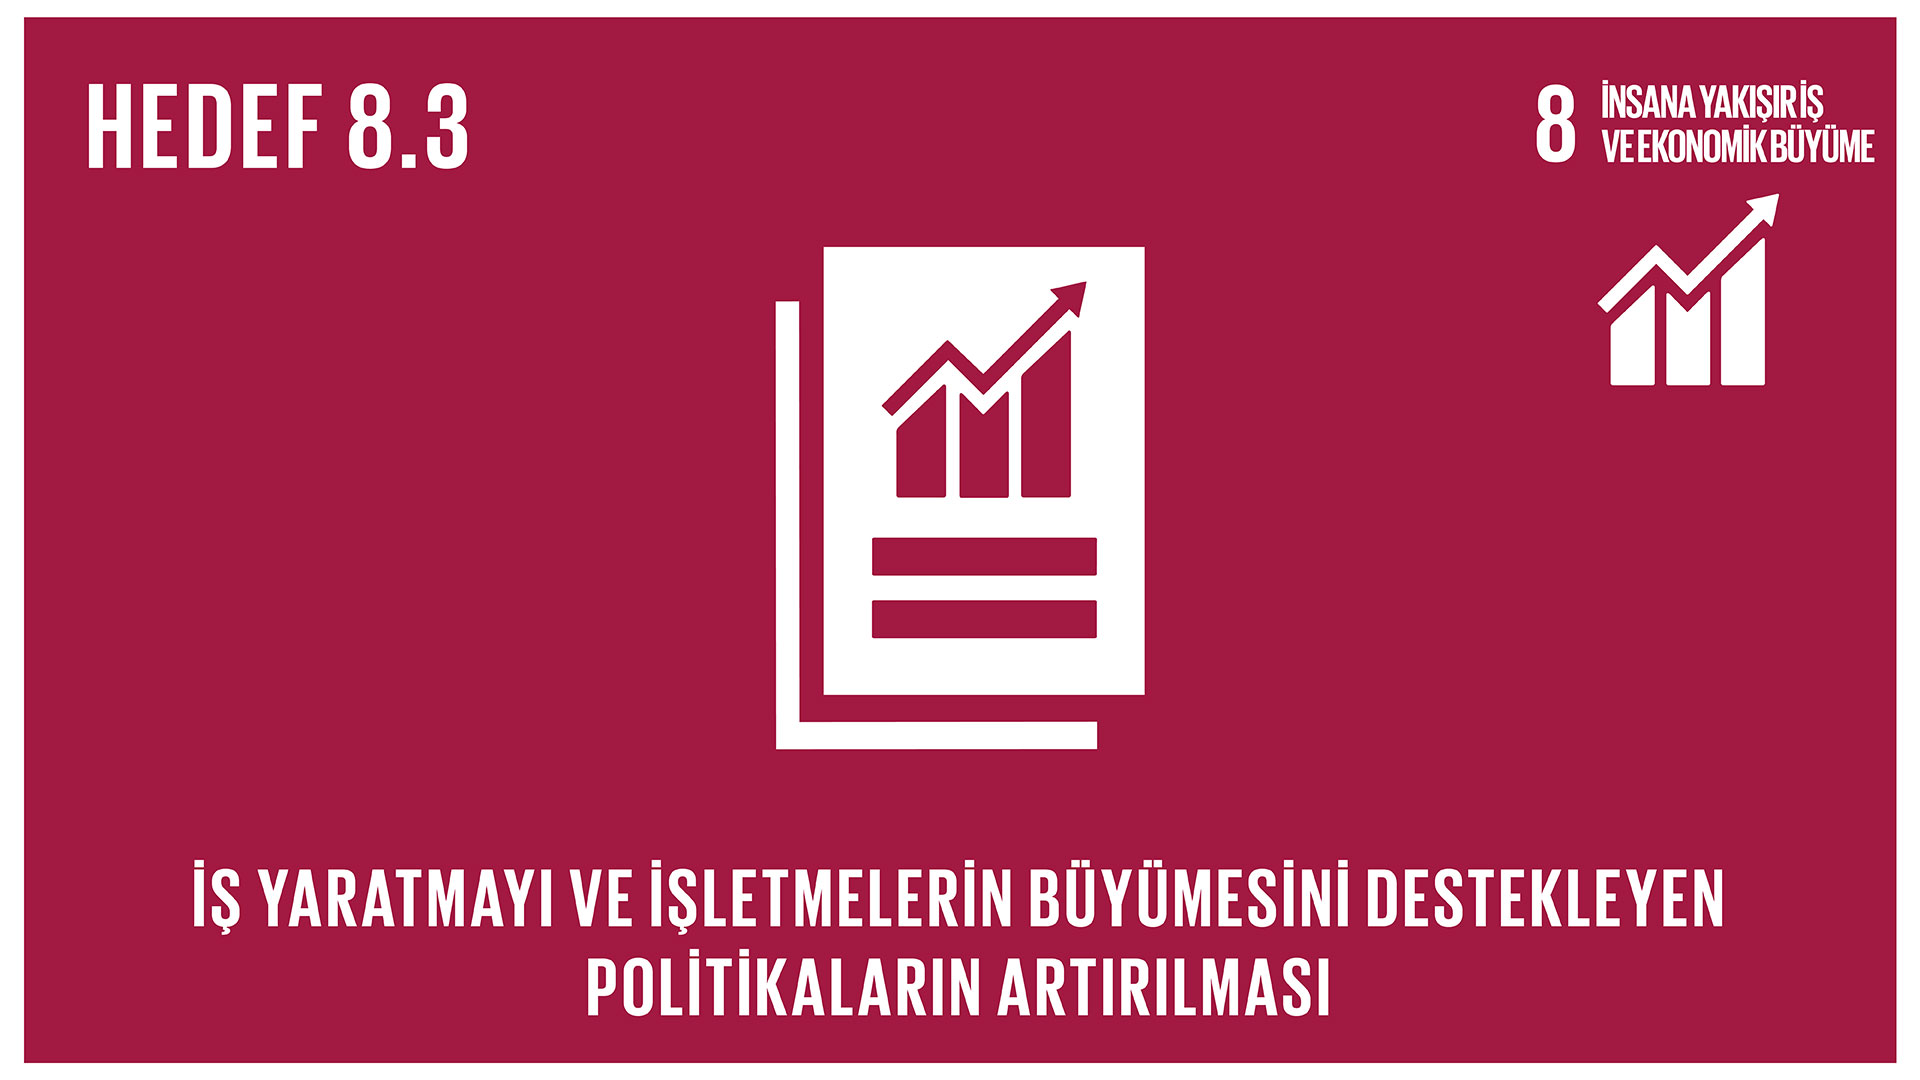 HEDEF 8.3
8 İNSANA YAKIŞIR İŞ
VE EKONOMİK BÜYÜME
İŞ YARATMAYI VE İŞLETMELERİN BÜYÜMESİNİ DESTEKLEYEN
POLİTİKALARIN ARTIRILMASI